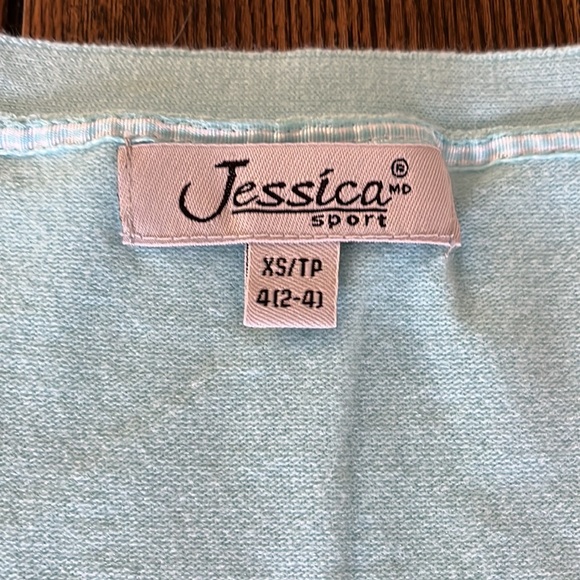 Jessica® MD
sport
XS/TP
4(2-4)